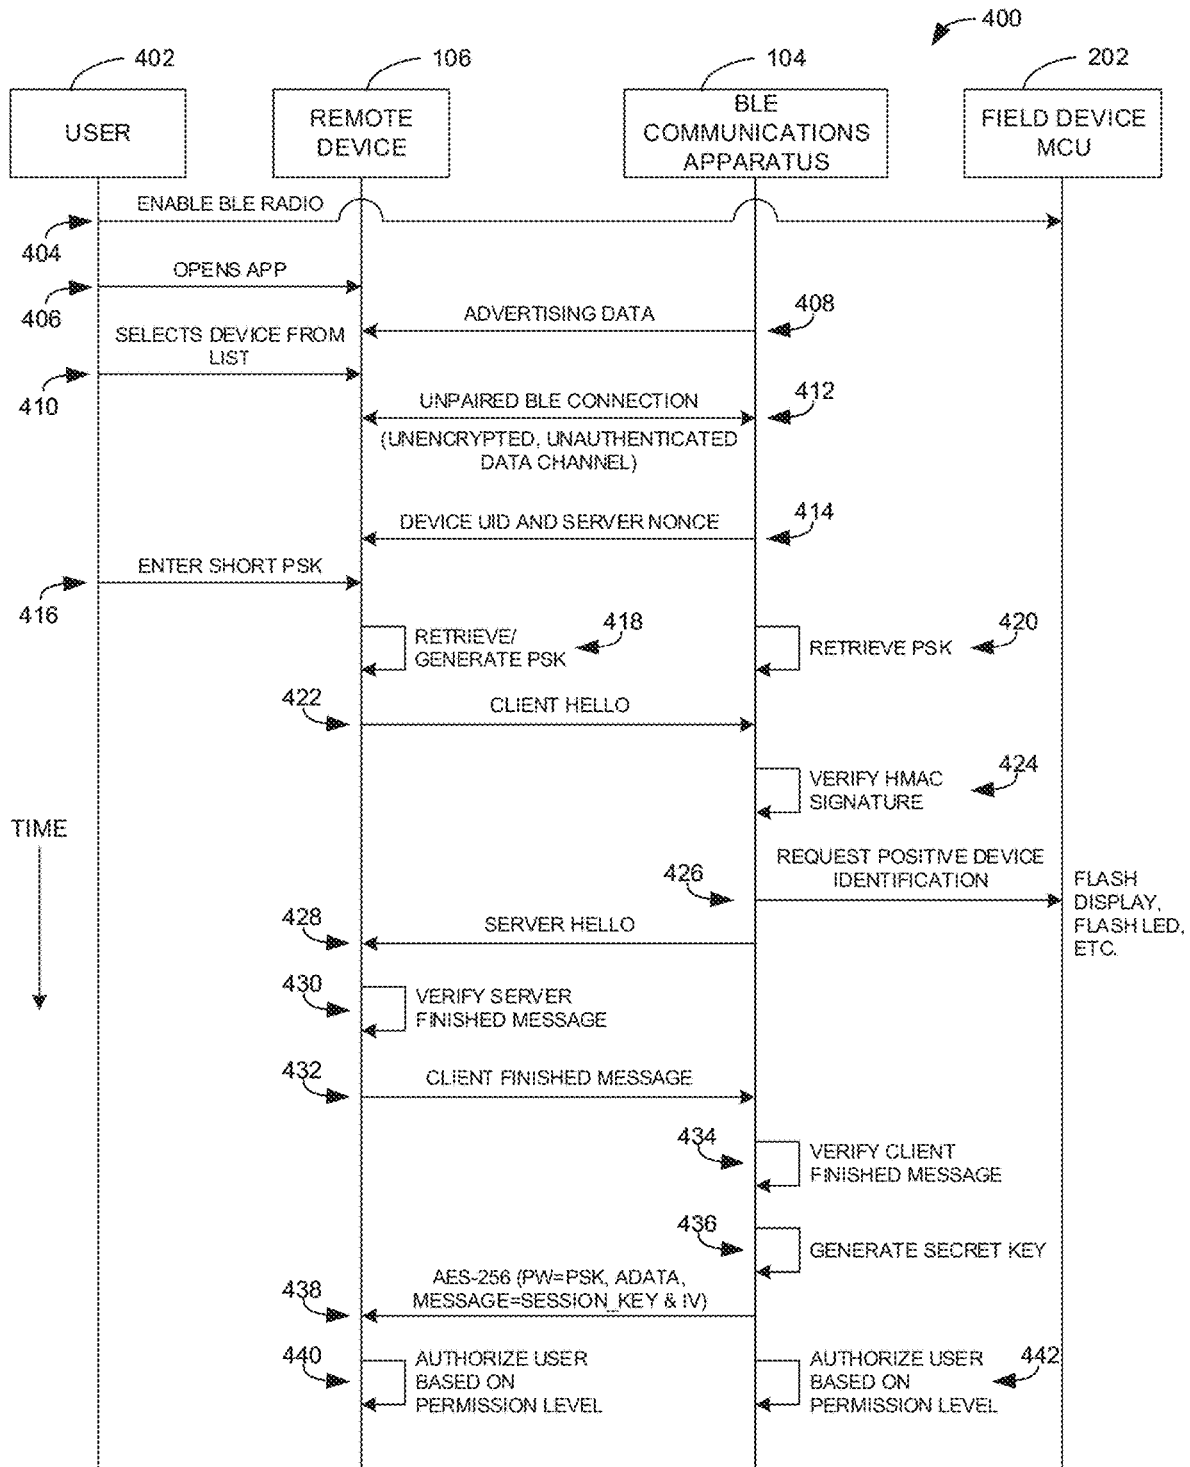 400
402
106
104
202
USER
REMOTE
DEVICE
BLE
COMMUNICATIONS
APPARATUS
FIELD DEVICE
MCU
ENABLE BLE RADIO
404
OPENS APP
406
ADVERTISING DATA
408
SELECTS DEVICE FROM
LIST
410
UNPAIRED BLE CONNECTION
412
(UNENCRYPTED, UNAUTHENTICATED
DATA CHANNEL)
DEVICE UID AND SERVER NONCE
414
ENTER SHORT PSK
416
RETRIEVE/
GENERATE PSK
418
RETRIEVE PSK
420
422
CLIENT HELLO
VERIFY HMAC
SIGNATURE
424
TIME
REQUEST POSITIVE DEVICE
IDENTIFICATION
426
FLASH
DISPLAY,
FLASH LED,
ETC.
428
SERVER HELLO
430
VERIFY SERVER
FINISHED MESSAGE
432
CLIENT FINISHED MESSAGE
434
VERIFY CLIENT
FINISHED MESSAGE
436
GENERATE SECRET KEY
438
AES-256 (PW=PSK, ADATA,
MESSAGE=SESSION_KEY & IV)
440
AUTHORIZE USER
BASED ON
PERMISSION LEVEL
AUTHORIZE USER
BASED ON
PERMISSION LEVEL
442